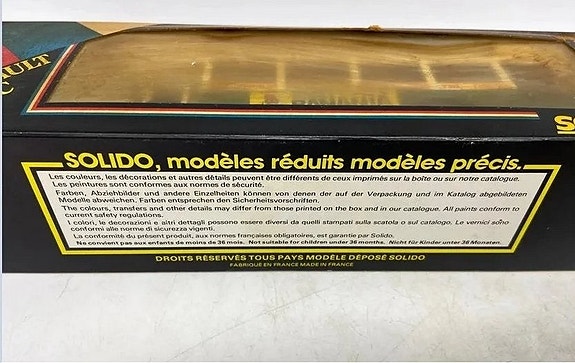 AULT
SOLIDO, modèles réduits modèles précis.
Les couleurs, les décorations et autres détails peuvent être différents de ceux imprimés sur la boîte ou sur notre catalogue.
Les peintures sont conformes aux normes de sécurité.
Farben, Abziehbilder und andere Einzelheiten können von denen der auf der Verpackung und im Katalog abgebildeten
Modelle abweichen. Farben entsprechen den Sicherheitsvorschriften.
The colours, transfers and other details may differ from those printed on the box and in our catalogue. All paints conform to
current safety regulations.
I colori, le decorazioni e altri dettagli possono essere diversi da quelli stampati sulla scatola o sul catalogo. Le vernici sono
conformi alle norme di sicurezza vigenti.
La conformité du présent produit, aux normes françaises obligatoires, est garantie par Solido.
Ne convient pas aux enfants de moins de 36 mois. Not suitable for children under 36 months. Nicht für Kinder unter 36 Monaten.
DROITS RÉSERVÉS TOUS PAYS MODÈLE DÉPOSÉ SOLIDO
FABRIQUÉ EN FRANCE MADE IN FRANCE